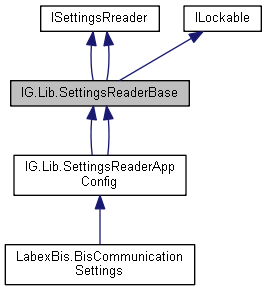 ISettingsRreader
ILockable
IG.Lib.SettingsReaderBase
IG.Lib.SettingsReaderApp
Config
LabexBis.BisCommunication
Settings